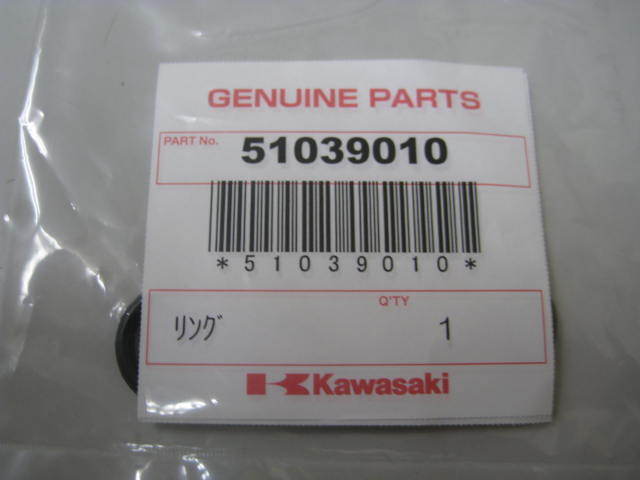 GENUINE PARTS
PART No. 51039010
*51039010*
Q'TY
ﾘﾝｸﾞ 1
Kawasaki